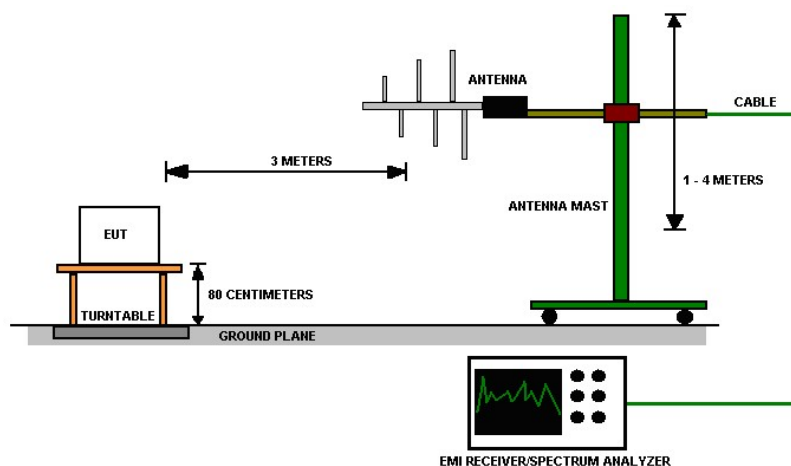 ANTENNA
CABLE
3 METERS
1 - 4 METERS
ANTENNA MAST
EUT
80 CENTIMETERS
TURNTABLE
GROUND PLANE
EMI RECEIVER/SPECTRUM ANALYZER